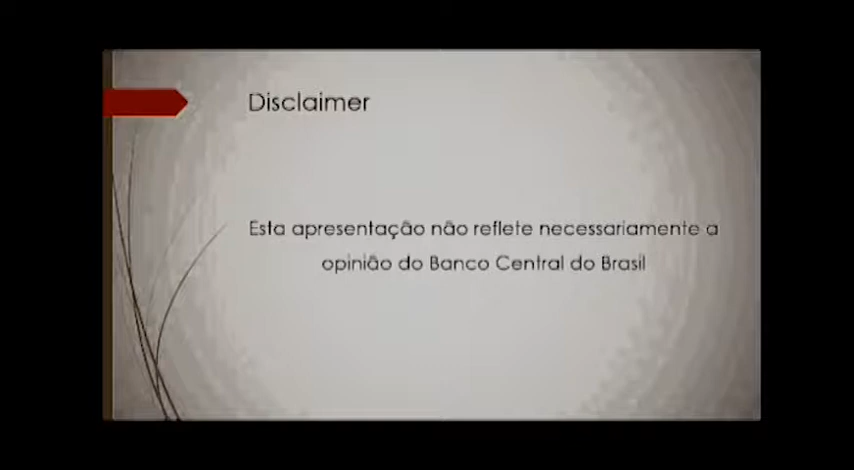 Disclaimer
Esta apresentação não reflete necessariamente a
opinião do Banco Central do Brasil